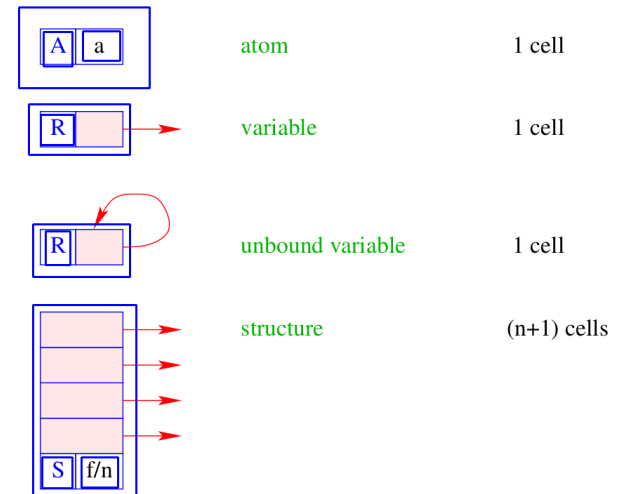 A a atom 1 cell
R variable 1 cell
R unbound variable 1 cell
structure (n+1) cells
S f/n